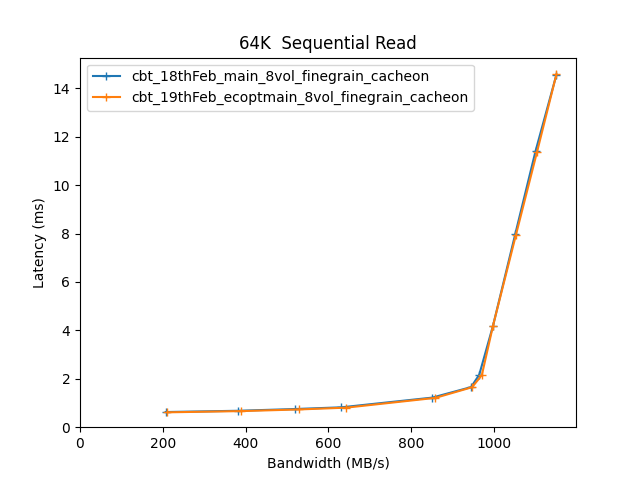 64K  Sequential Read
cbt_18thFeb_main_8vol_finegrain_cacheon
cbt_19thFeb_ecoptmain_8vol_finegrain_cacheon
Latency (ms)
14
12
10
8
6
4
2
0
0 200 400 600 800 1000
Bandwidth (MB/s)